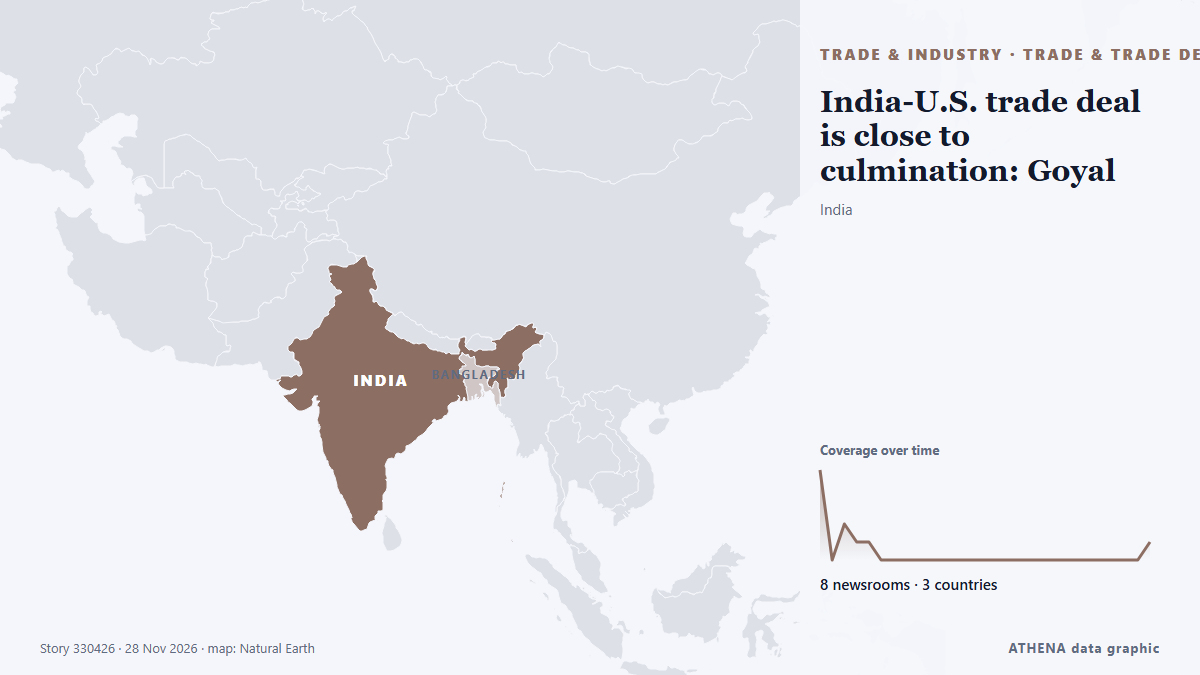 TRADE & INDUSTRY · TRADE & TRADE DE
India-U.S. trade deal
is close to
culmination: Goyal
India
INDIA
BANGLADESH
Coverage over time
8 newsrooms · 3 countries
Story 330426 · 28 Nov 2026 · map: Natural Earth
ATHENA data graphic